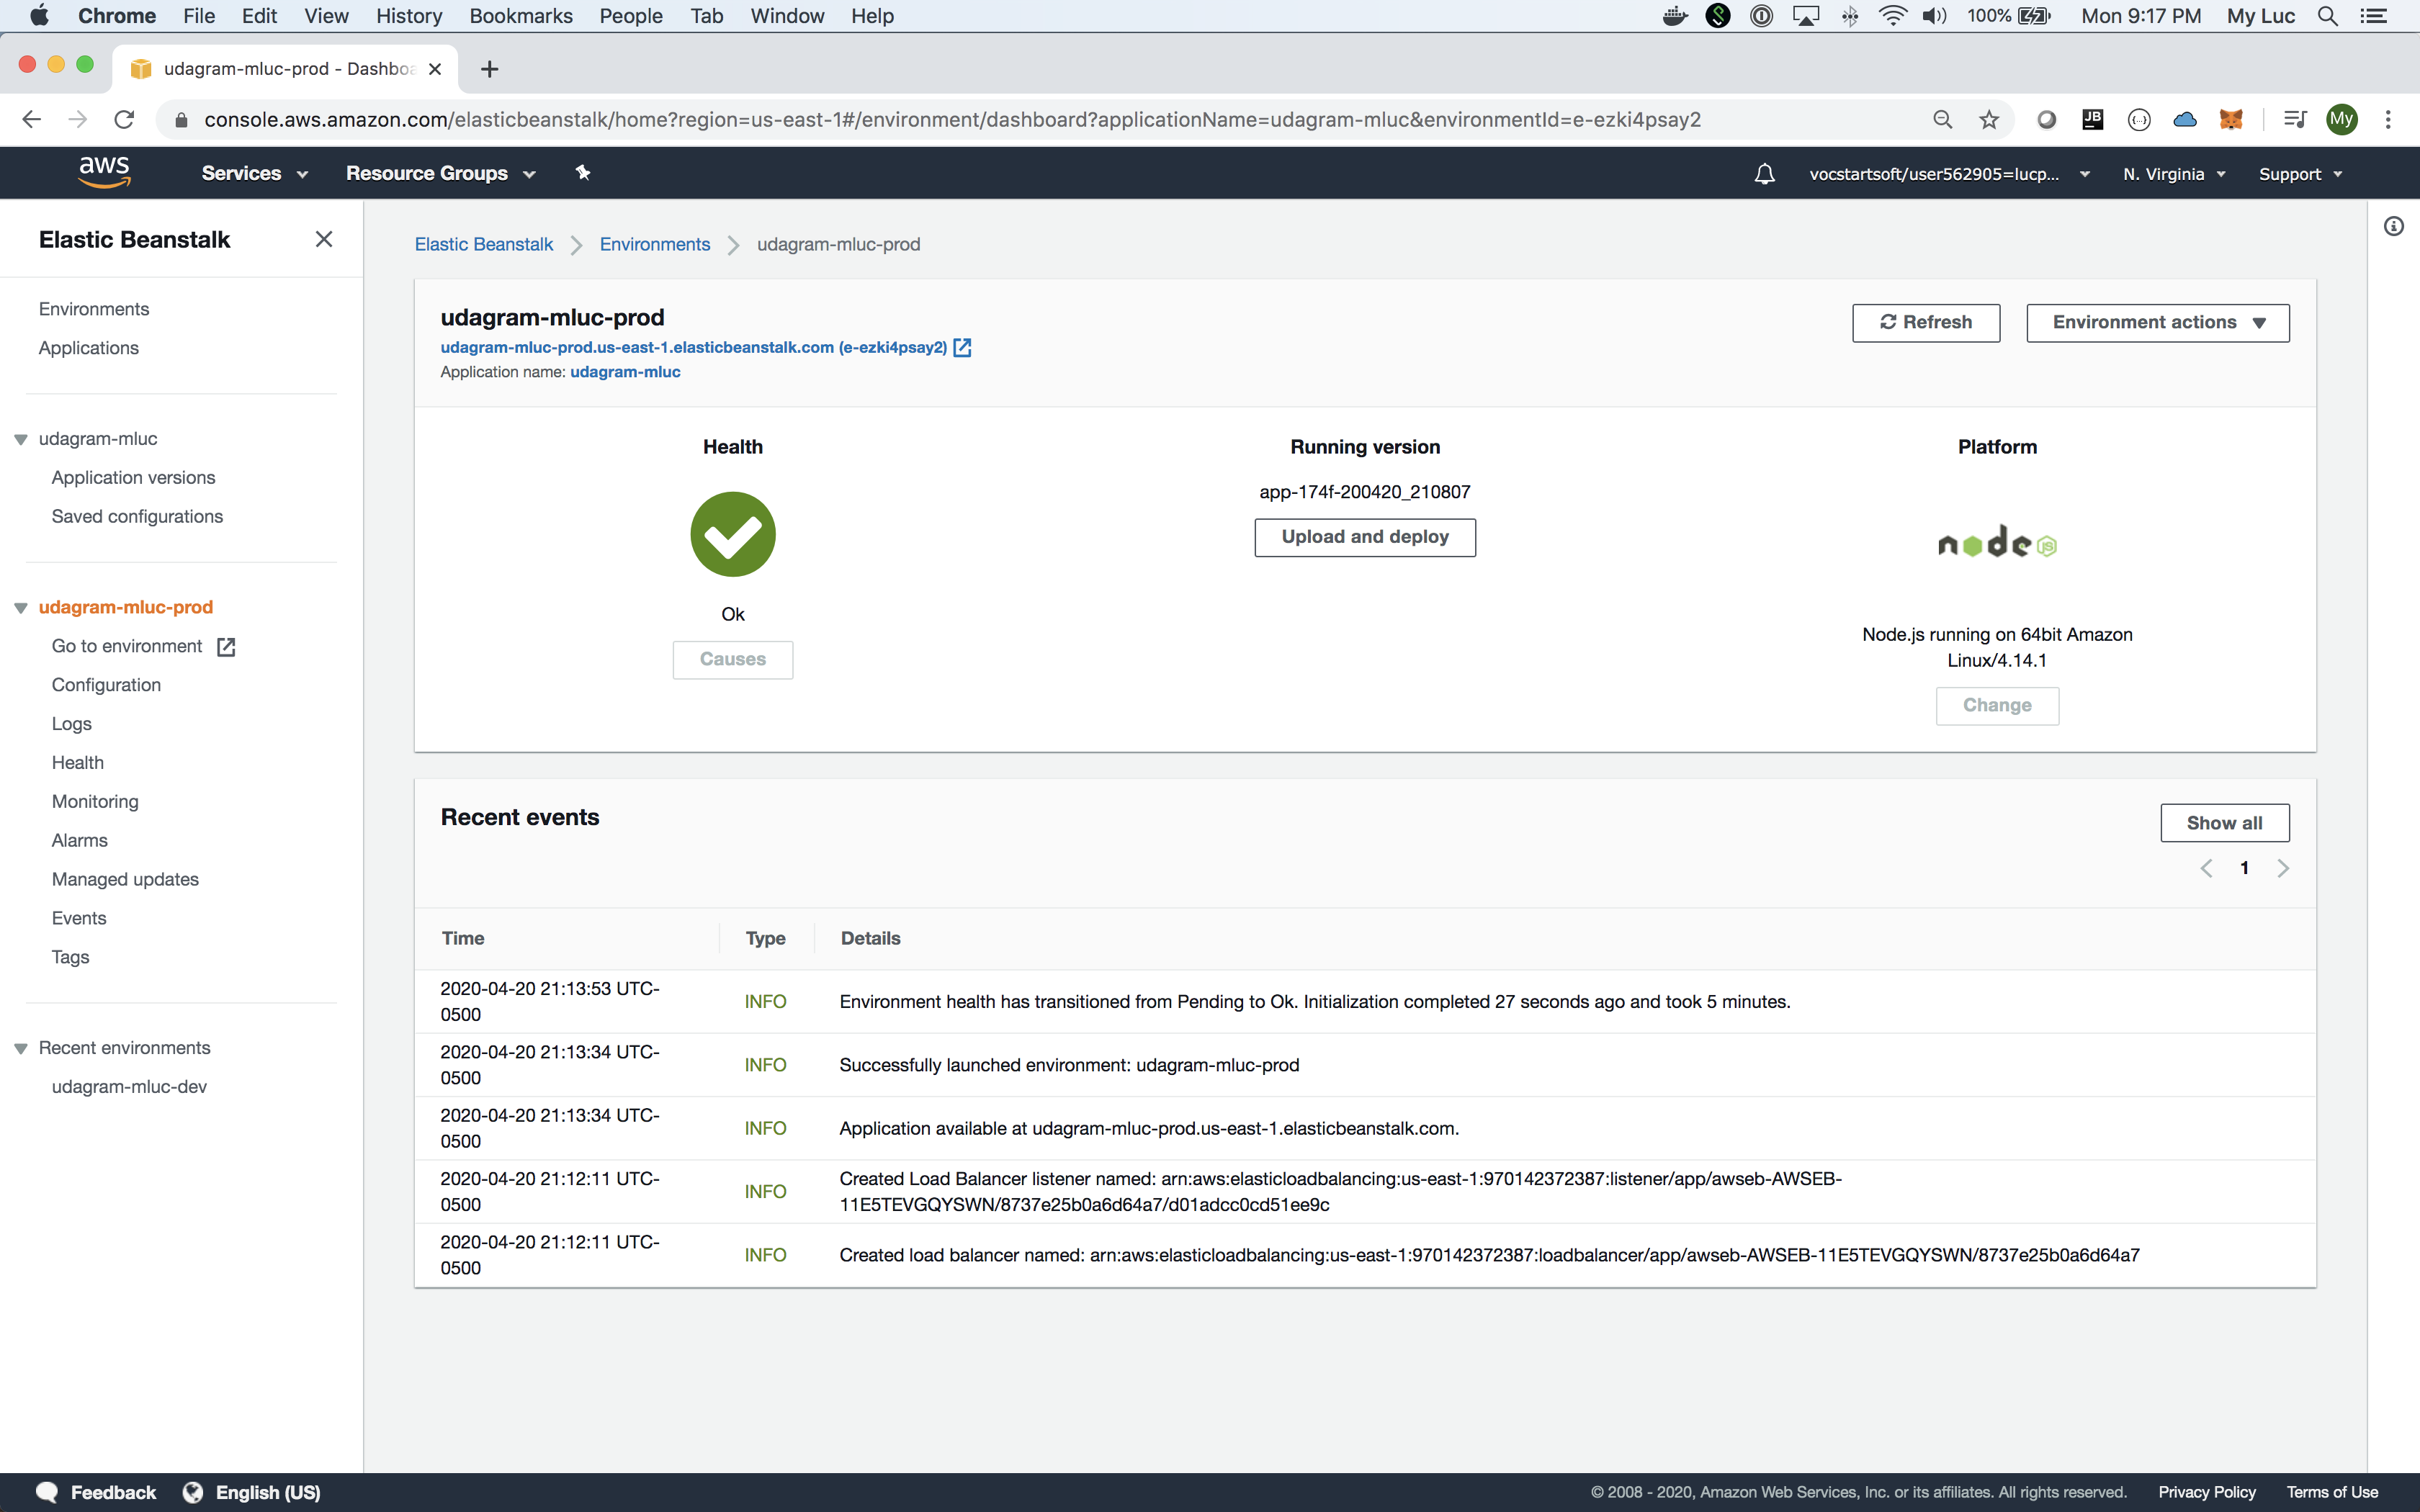 Chrome File Edit View History Bookmarks People Tab Window Help 100% Mon 9:17 PM My Luc
udagram-mluc-prod - Dashboa
console.aws.amazon.com/elasticbeanstalk/home?region=us-east-1#/environment/dashboard?applicationName=udagram-mluc&environmentId=e-ezki4psay2 JB My
aws Services Resource Groups vocstartsoft/user562905=lucp... N. Virginia Support
Elastic Beanstalk
Environments
Applications
udagram-mluc
Application versions
Saved configurations
udagram-mluc-prod
Go to environment
Configuration
Logs
Health
Monitoring
Alarms
Managed updates
Events
Tags
Recent environments
udagram-mluc-dev
Elastic Beanstalk Environments udagram-mluc-prod
udagram-mluc-prod
udagram-mluc-prod.us-east-1.elasticbeanstalk.com (e-ezki4psay2)
Application name: udagram-mluc
Refresh Environment actions
Health
Ok
Causes
Running version
app-174f-200420_210807
Upload and deploy
Platform
node JS
Node.js running on 64bit Amazon
Linux/4.14.1
Change
Recent events
Show all
1
Time Type Details
2020-04-20 21:13:53 UTC-
0500
INFO
Environment health has transitioned from Pending to Ok. Initialization completed 27 seconds ago and took 5 minutes.
2020-04-20 21:13:34 UTC-
0500
INFO
Successfully launched environment: udagram-mluc-prod
2020-04-20 21:13:34 UTC-
0500
INFO
Application available at udagram-mluc-prod.us-east-1.elasticbeanstalk.com.
2020-04-20 21:12:11 UTC-
0500
INFO
Created Load Balancer listener named: arn:aws:elasticloadbalancing:us-east-1:970142372387:listener/app/awseb-AWSEB-
11E5TEVGQYSWN/8737e25b0a6d64a7/d01adcc0cd51ee9c
2020-04-20 21:12:11 UTC-
0500
INFO
Created load balancer named: arn:aws:elasticloadbalancing:us-east-1:970142372387:loadbalancer/app/awseb-AWSEB-11E5TEVGQYSWN/8737e25b0a6d64a7
Feedback English (US) © 2008 - 2020, Amazon Web Services, Inc. or its affiliates. All rights reserved. Privacy Policy Terms of Use